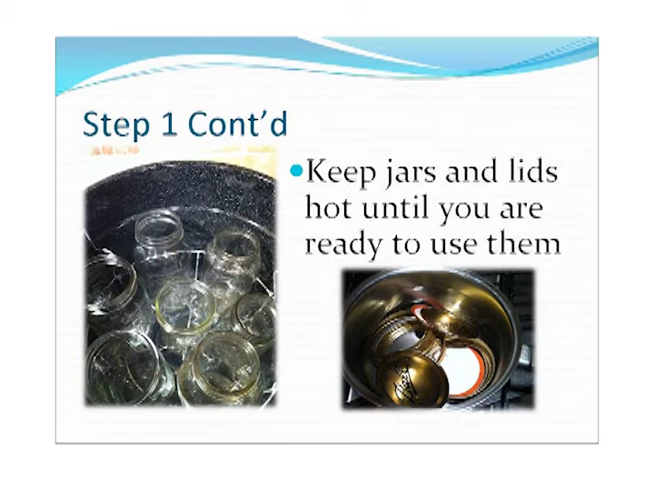 Step 1 Cont'd
Keep jars and lids
hot until you are
ready to use them